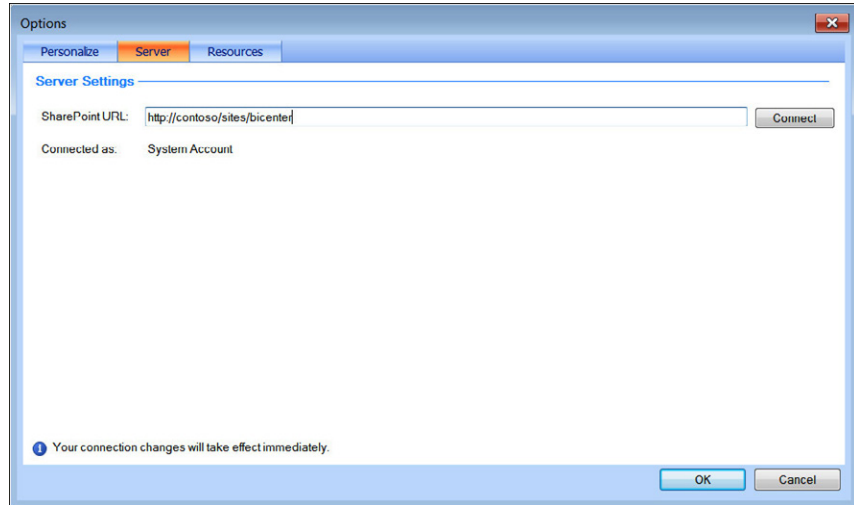 Options
Personalize Server Resources
Server Settings
SharePoint URL: http://contoso/sites/bicenter Connect
Connected as: System Account
Your connection changes will take effect immediately.
OK Cancel